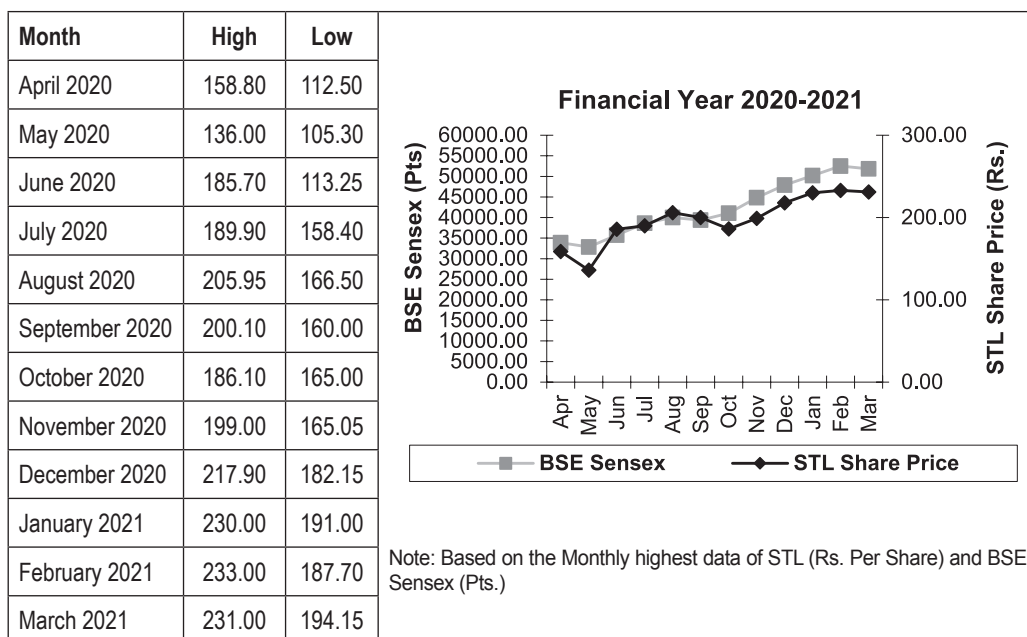 Month High Low
April 2020 158.80 112.50
May 2020 136.00 105.30
June 2020 185.70 113.25
July 2020 189.90 158.40
August 2020 205.95 166.50
September 2020 200.10 160.00
October 2020 186.10 165.00
November 2020 199.00 165.05
December 2020 217.90 182.15
January 2021 230.00 191.00
February 2021 233.00 187.70
March 2021 231.00 194.15
Financial Year 2020-2021
BSE Sensex (Pts)
60000.00
55000.00
50000.00
45000.00
40000.00
35000.00
30000.00
25000.00
20000.00
15000.00
10000.00
5000.00
0.00
300.00
200.00
100.00
0.00
STL Share Price (Rs.)
Apr May Jun Jul Aug Sep Oct Nov Dec Jan Feb Mar
BSE Sensex STL Share Price
Note: Based on the Monthly highest data of STL (Rs. Per Share) and BSE
Sensex (Pts.)